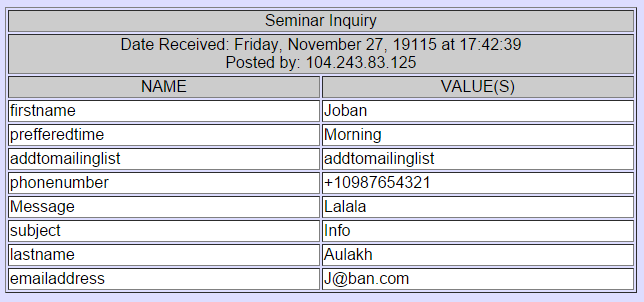 Seminar Inquiry
Date Received: Friday, November 27, 19115 at 17:42:39
Posted by: 104.243.83.125
NAME VALUE(S)
firstname Joban
prefferedtime Morning
addtomailinglist addtomailinglist
phonenumber +10987654321
Message Lalala
subject Info
lastname Aulakh
emailaddress J@ban.com